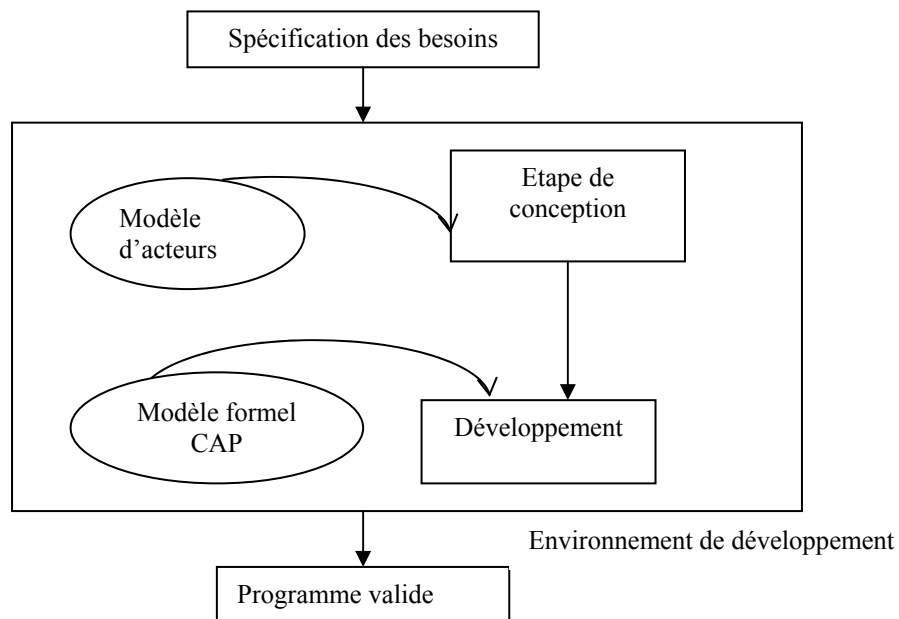 Spécification des besoins
Etape de
conception
Modèle
d’acteurs
Modèle formel
CAP
Développement
Environnement de développement
Programme valide